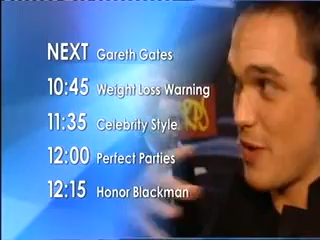 NEXT Gareth Gates
10:45 Weight Loss Warning
11:35 Celebrity Style
12:00 Perfect Parties
12:15 Honor Blackman